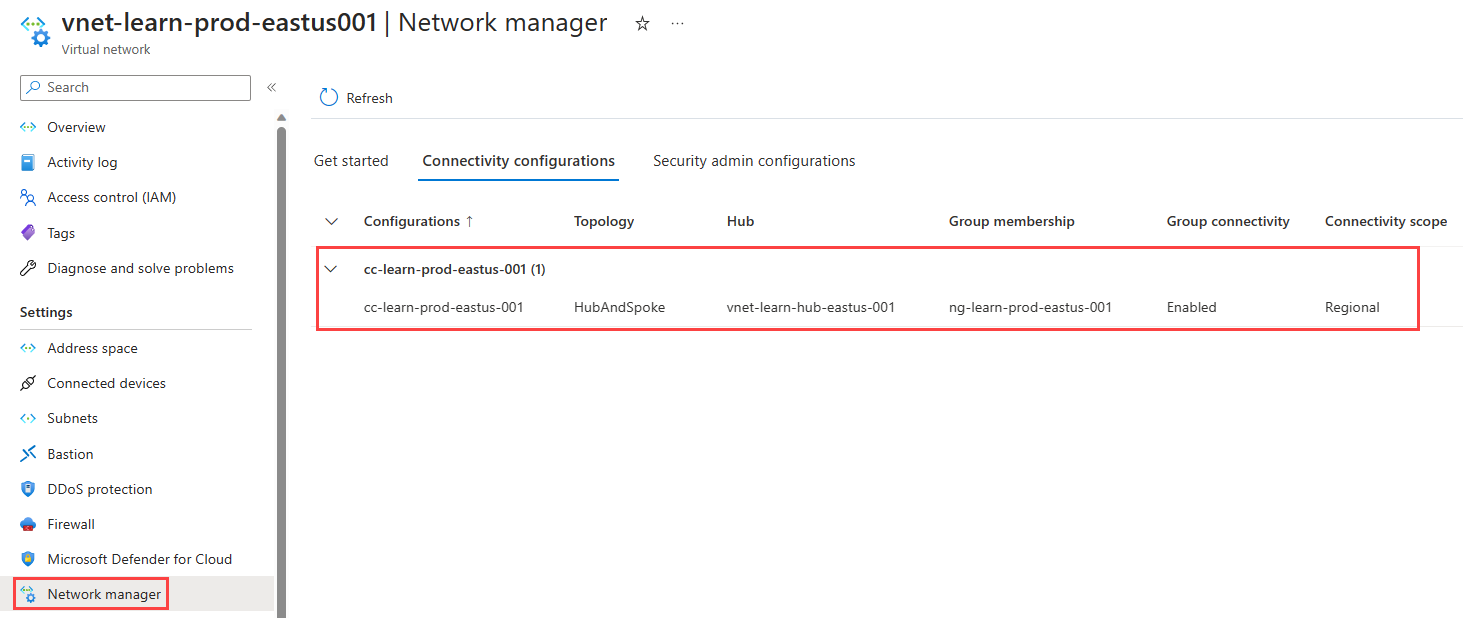 vnet-learn-prod-eastus001 | Network manager
Virtual network
Search
Overview
Activity log
Access control (IAM)
Tags
Diagnose and solve problems
Settings
Address space
Connected devices
Subnets
Bastion
DDoS protection
Firewall
Microsoft Defender for Cloud
Network manager
Refresh
Get started Connectivity configurations Security admin configurations
Configurations ↑ Topology Hub Group membership Group connectivity Connectivity scope
cc-learn-prod-eastus-001 (1)
cc-learn-prod-eastus-001 HubAndSpoke vnet-learn-hub-eastus-001 ng-learn-prod-eastus-001 Enabled Regional